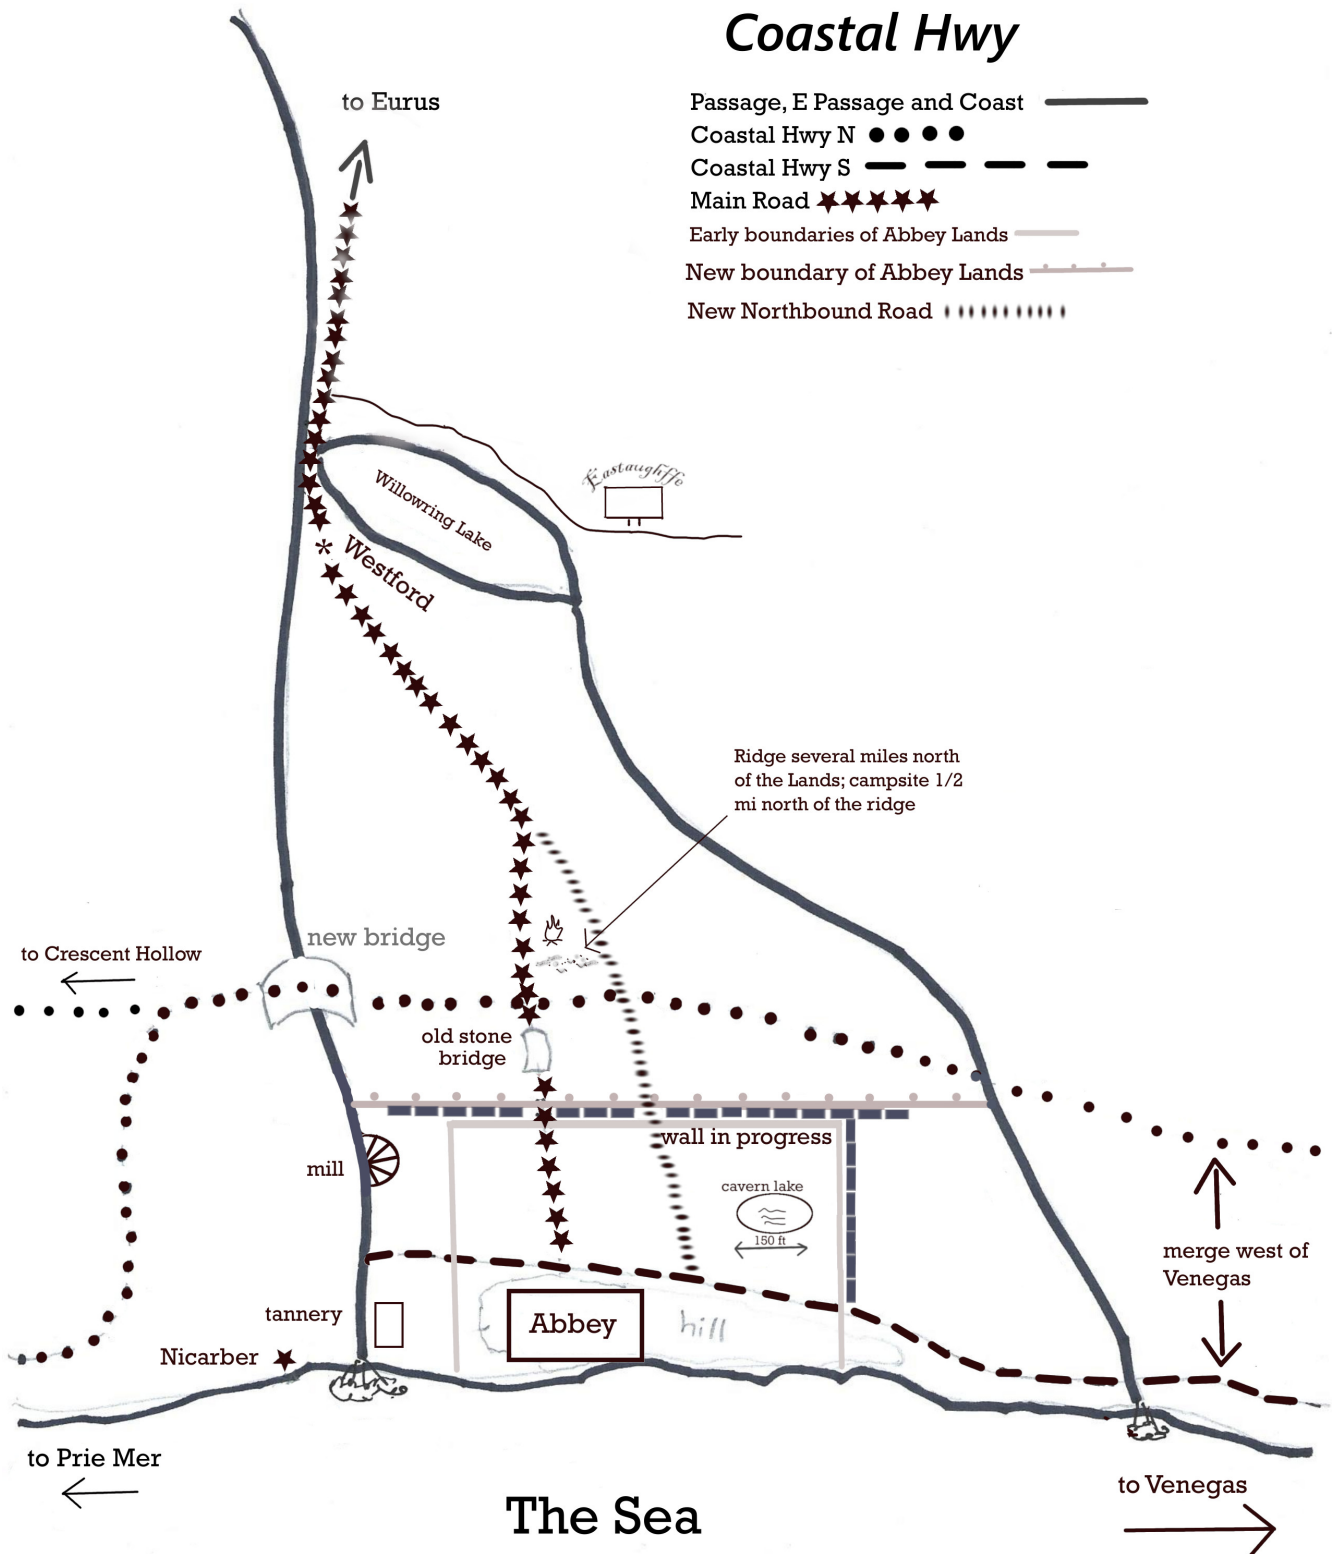 Coastal Hwy
to Eurus
Passage, E Passage and Coast
Coastal Hwy N
Coastal Hwy S
Main Road
Early boundaries of Abbey Lands
New boundary of Abbey Lands
New Northbound Road
Eastaughffe
Willowring Lake
Westford
Ridge several miles north
of the Lands; campsite 1/2
mi north of the ridge
new bridge
to Crescent Hollow
old stone
bridge
wall in progress
mill
cavern lake
150 ft
merge west of
Venegas
tannery
Abbey
hill
Nicarber
to Prie Mer
to Venegas
The Sea